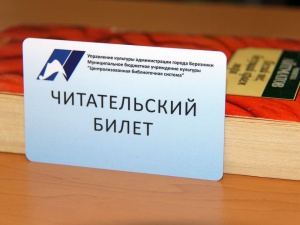 Управление культуры администрации города Березники
Муниципальное бюджетное учреждение культуры
"Централизованная библиотечная система"
ЧИТАТЕЛЬСКИЙ
БИЛЕТ